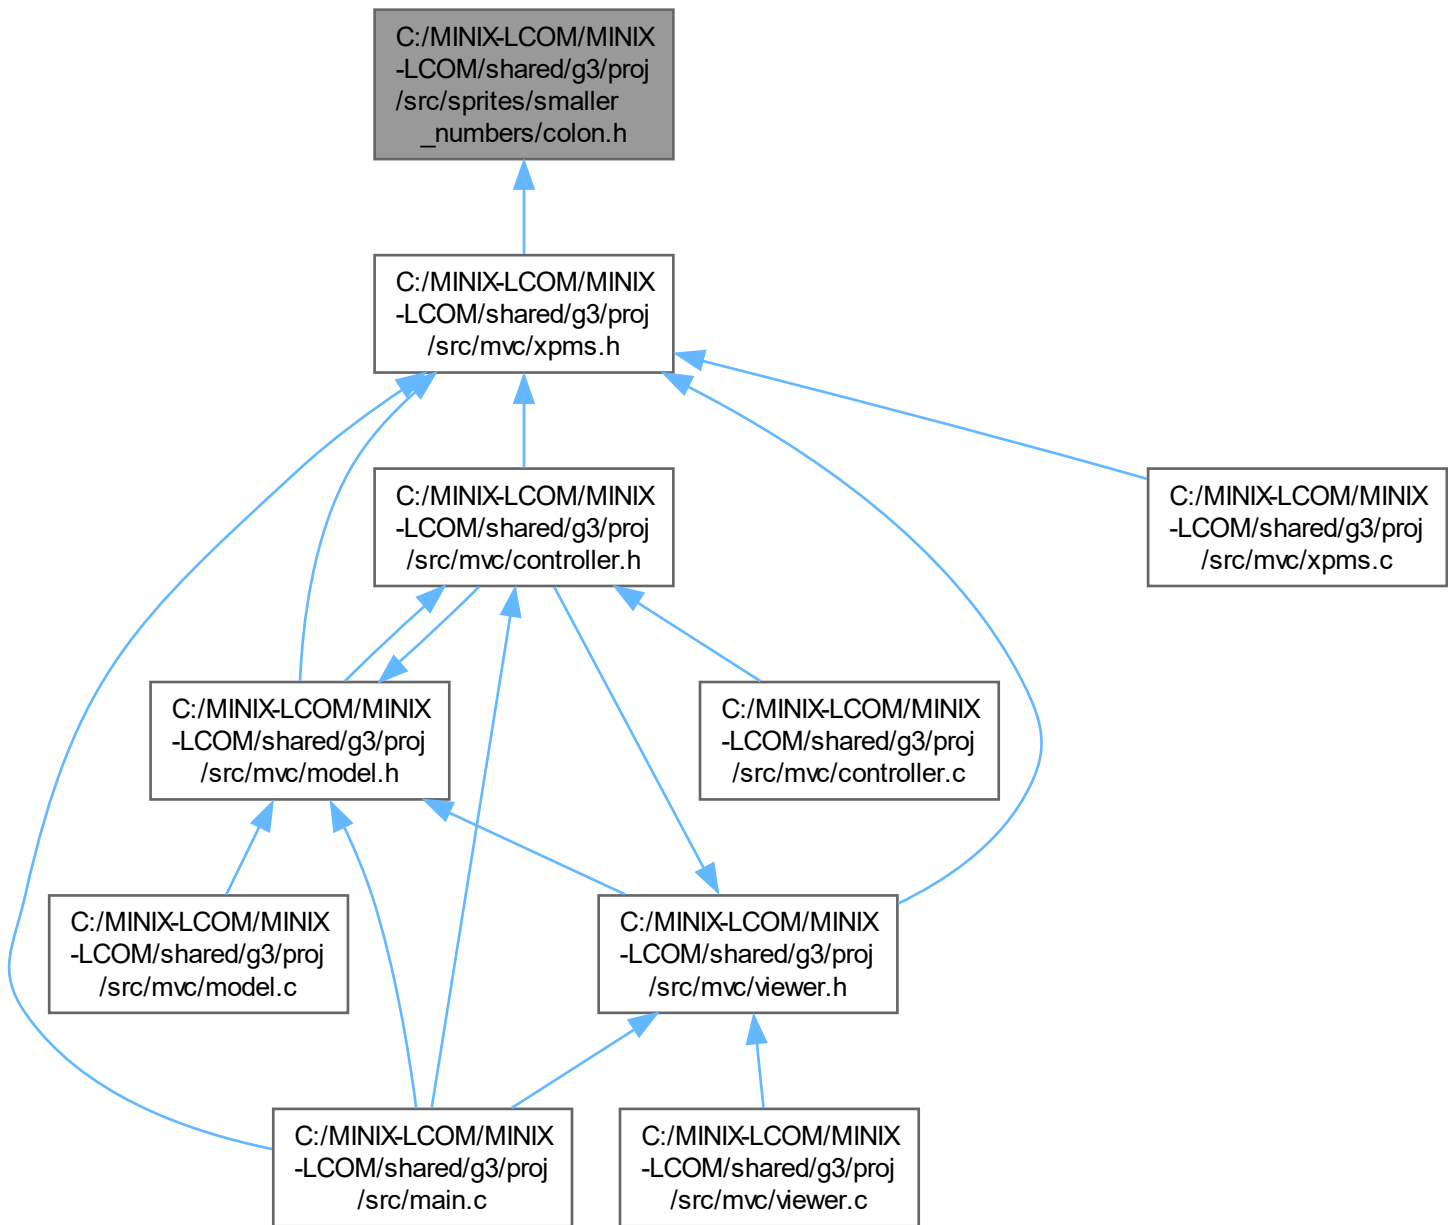 C:/MINIX-LCOM/MINIX
-LCOM/shared/g3/proj
/src/sprites/smaller
_numbers/colon.h
C:/MINIX-LCOM/MINIX
-LCOM/shared/g3/proj
/src/mvc/xpms.h
C:/MINIX-LCOM/MINIX
-LCOM/shared/g3/proj
/src/mvc/controller.h
C:/MINIX-LCOM/MINIX
-LCOM/shared/g3/proj
/src/mvc/xpms.c
C:/MINIX-LCOM/MINIX
-LCOM/shared/g3/proj
/src/mvc/model.h
C:/MINIX-LCOM/MINIX
-LCOM/shared/g3/proj
/src/mvc/controller.c
C:/MINIX-LCOM/MINIX
-LCOM/shared/g3/proj
/src/mvc/model.c
C:/MINIX-LCOM/MINIX
-LCOM/shared/g3/proj
/src/mvc/viewer.h
C:/MINIX-LCOM/MINIX
-LCOM/shared/g3/proj
/src/main.c
C:/MINIX-LCOM/MINIX
-LCOM/shared/g3/proj
/src/mvc/viewer.c